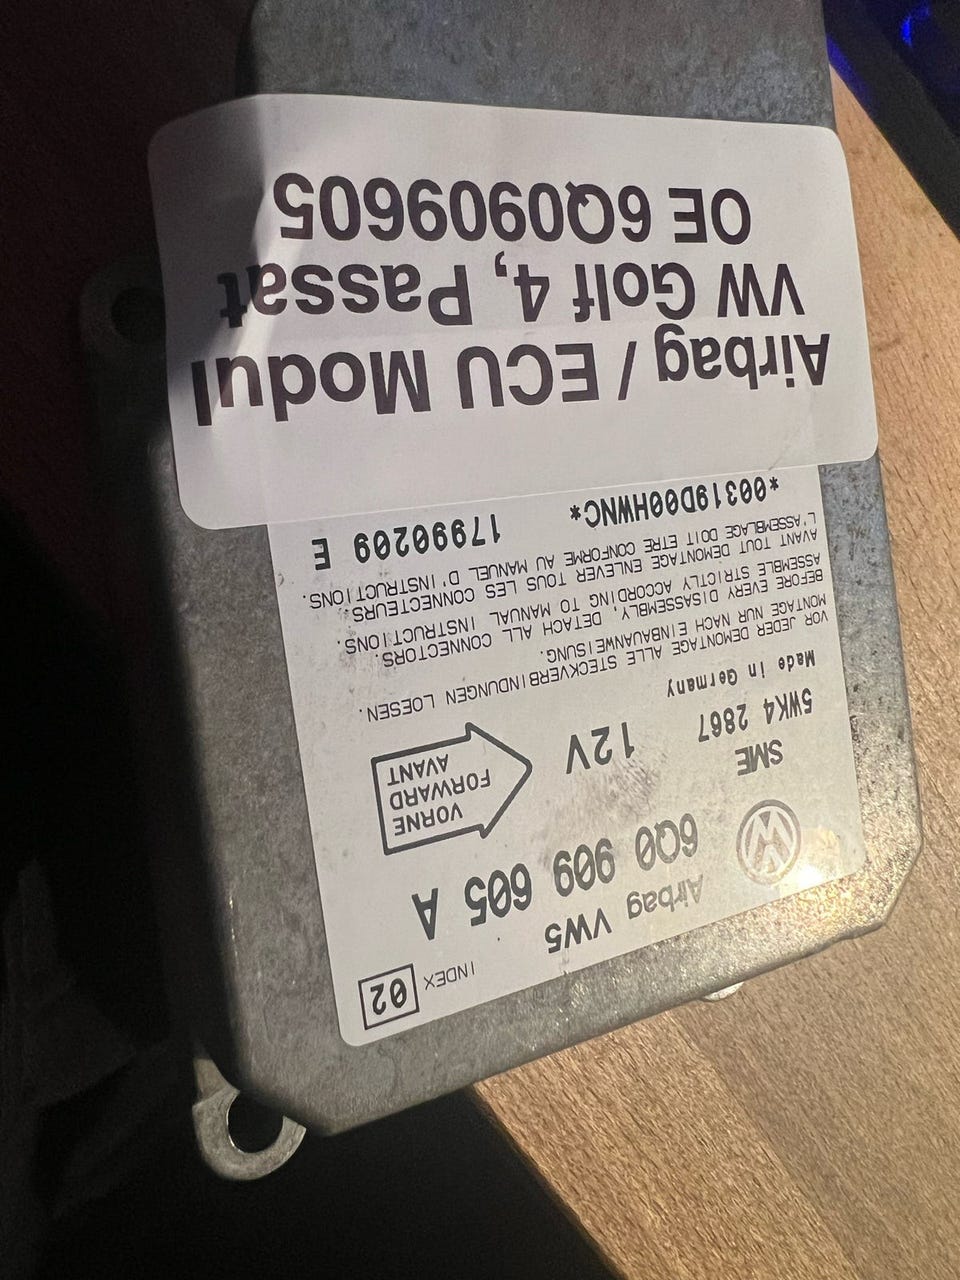 INDEX 02
Airbag VW5
6Q0 909 605 A
VW
SME
5WK4 2867
12V
VORNE
FORWARD
AVANT
Made in Germany
VOR JEDER DEMONTAGE ALLE STECKVERBINDUNGEN LOESEN.
MONTAGE NUR NACH EINBAUANWEISUNG.
BEFORE EVERY DISASSEMBLY, DETACH ALL CONNECTORS.
ASSEMBLE STRICTLY ACCORDING TO MANUAL INSTRUCTIONS.
AVANT TOUT DEMONTAGE ENLEVER TOUS LES CONNECTEURS.
L'ASSEMBLAGE DOIT ETRE CONFORME AU MANUEL D'INSTRUCTIONS.
*00319D00HWNC* 17990209 E
Airbag / ECU Modul
VW Golf 4, Passat
OE 6Q0909605